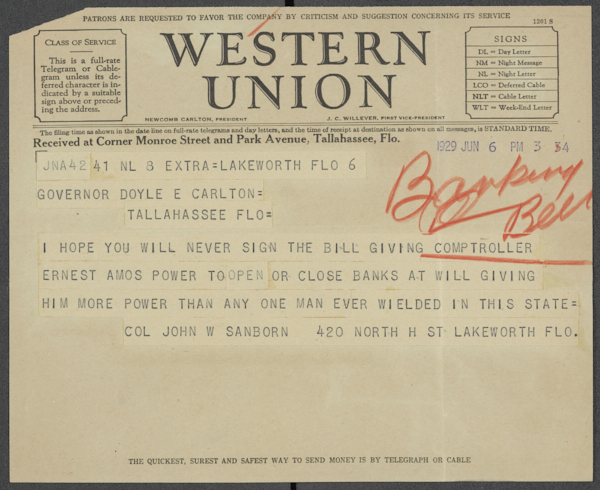 PATRONS ARE REQUESTED TO FAVOR THE COMPANY BY CRITICISM AND SUGGESTION CONCERNING ITS SERVICE
1201 S
CLASS OF SERVICE
This is a full-rate
Telegram or Cable-
gram unless its de-
ferred character is in-
dicated by a suitable
sign above or preced-
ing the address.
WESTERN
UNION
NEWCOMB CARLTON, PRESIDENT
J. C. WILLEVER, FIRST VICE-PRESIDENT
SIGNS
DL = Day Letter
NM = Night Message
NL = Night Letter
LCO = Deferred Cable
NLT = Cable Letter
WLT = Week-End Letter
The filing time as shown in the date line on full-rate telegrams and day letters, and the time of receipt at destination as shown on all messages, is STANDARD TIME.
Received at Corner Monroe Street and Park Avenue, Tallahassee, Flo.
1929 JUN 6 PM 3 34
JNA42 41 NL 8 EXTRA=LAKEWORTH FLO 6
Banking
Bill
GOVERNOR DOYLE E CARLTON=
TALLAHASSEE FLO=
I HOPE YOU WILL NEVER SIGN THE BILL GIVING COMPTROLLER
ERNEST AMOS POWER TO OPEN OR CLOSE BANKS AT WILL GIVING
HIM MORE POWER THAN ANY ONE MAN EVER WIELDED IN THIS STATE=
COL JOHN W SANBORN 420 NORTH H ST LAKEWORTH FLO.
THE QUICKEST, SUREST AND SAFEST WAY TO SEND MONEY IS BY TELEGRAPH OR CABLE